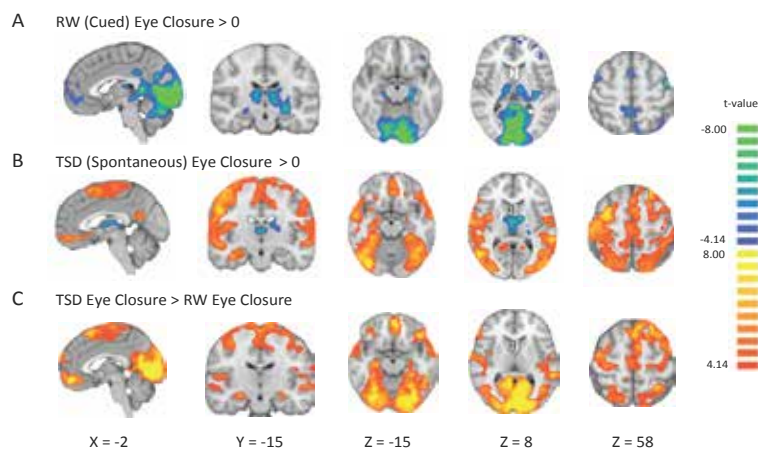 A RW (Cued) Eye Closure > 0
t-value
-8.00
B TSD (Spontaneous) Eye Closure > 0
-4.14
8.00
C TSD Eye Closure > RW Eye Closure
4.14
X = -2 Y = -15 Z = -15 Z = 8 Z = 58